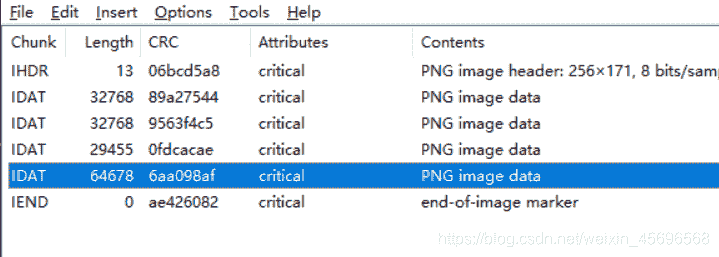 File Edit Insert Options Tools Help
Chunk Length CRC Attributes Contents
IHDR 13 06bcd5a8 critical PNG image header: 256×171, 8 bits/sam
IDAT 32768 89a27544 critical PNG image data
IDAT 32768 9563f4c5 critical PNG image data
IDAT 29455 0fdcacae critical PNG image data
IDAT 64678 6aa098af critical PNG image data
IEND 0 ae426082 critical end-of-image marker
https://blog.csdn.net/weixin_45696568